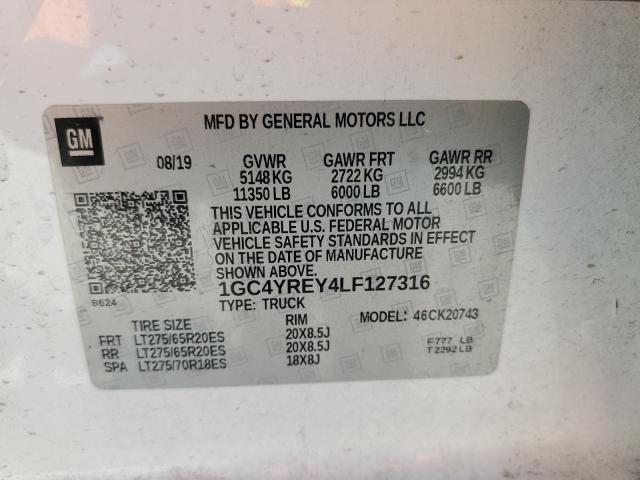 GM
MFD BY GENERAL MOTORS LLC
08/19 GVWR GAWR FRT GAWR RR
5148 KG 2722 KG 2994 KG
11350 LB 6000 LB 6600 LB
THIS VEHICLE CONFORMS TO ALL
APPLICABLE U.S. FEDERAL MOTOR
VEHICLE SAFETY STANDARDS IN EFFECT
ON THE DATE OF MANUFACTURE
SHOWN ABOVE.
8624 1GC4YREY4LF127316
TYPE: TRUCK
TIRE SIZE RIM MODEL: 46CK20743
FRT LT275/65R20ES 20X8.5J
RR LT275/65R20ES 20X8.5J F777 LB
SPA LT275/70R18ES 18X8J T2292LB